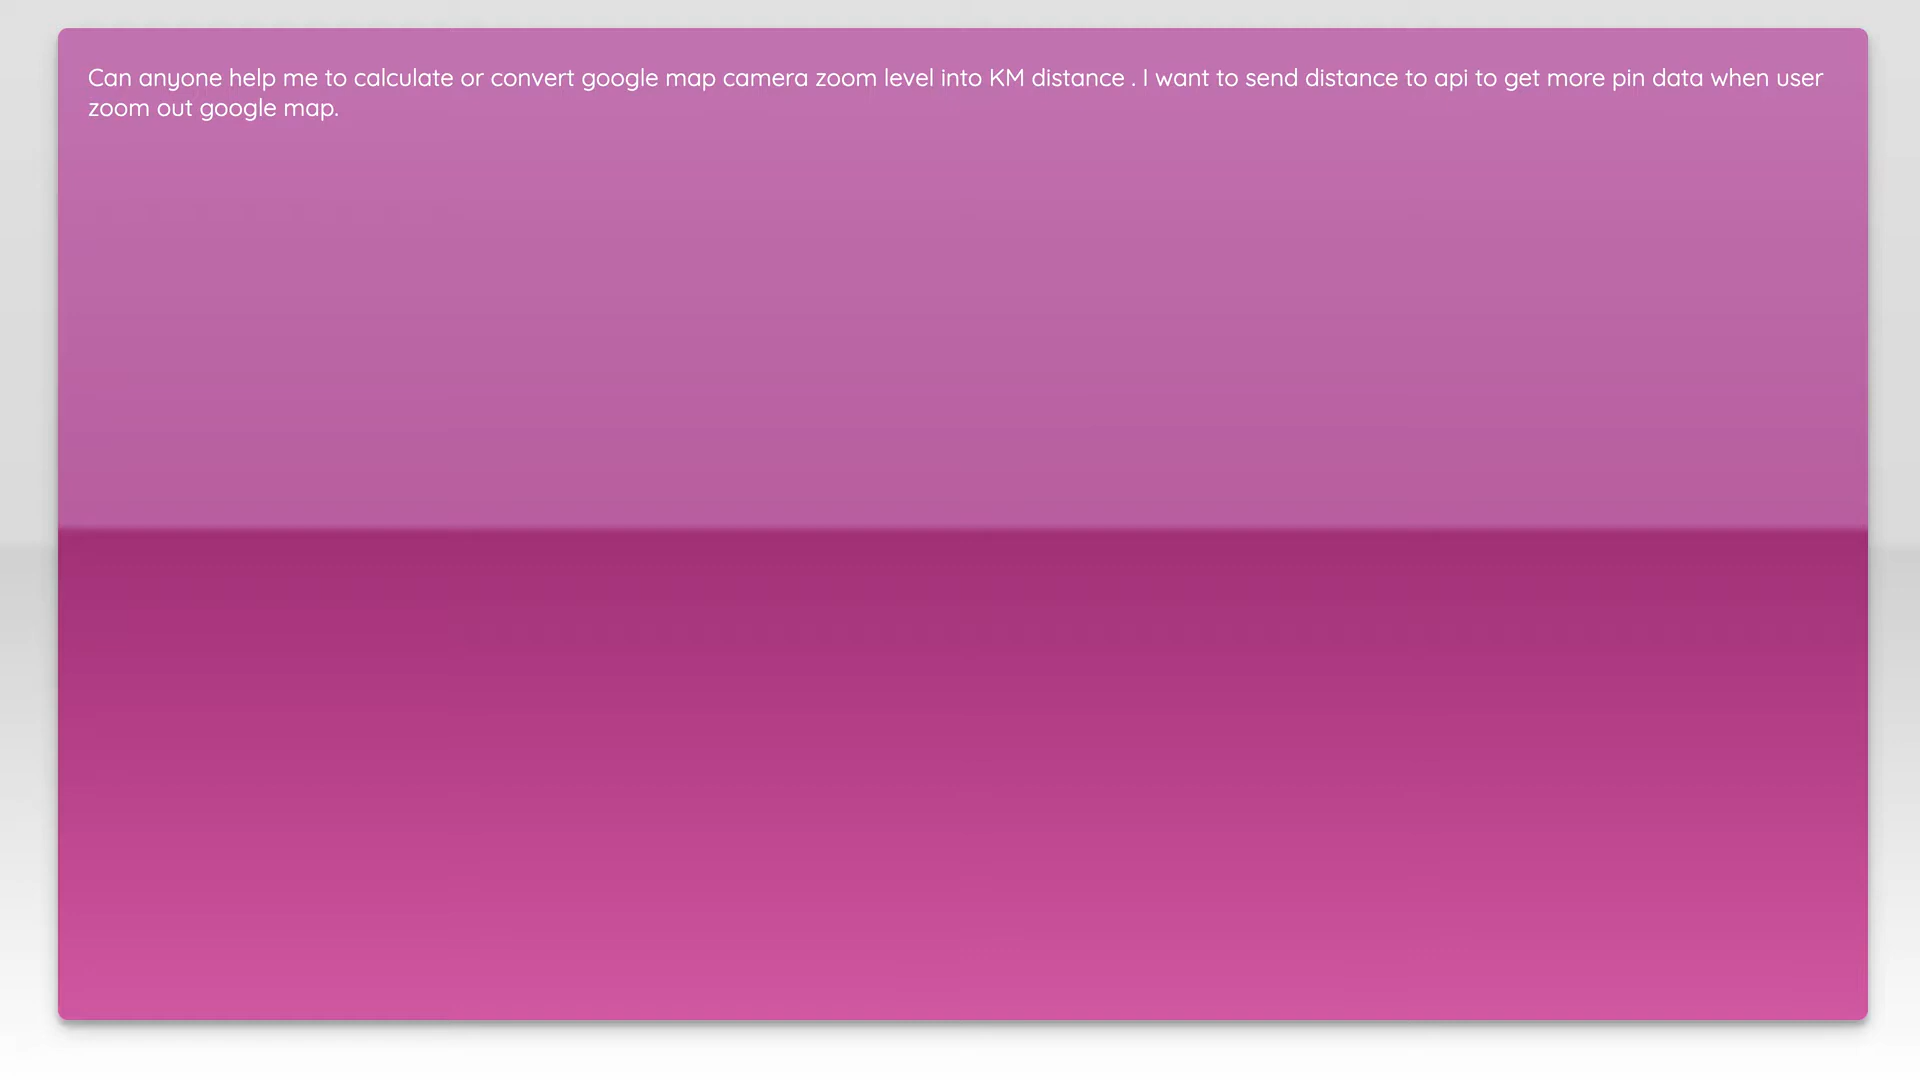 Can anyone help me to calculate or convert google map camera zoom level into KM distance . I want to send distance to api to get more pin data when user
zoom out google map.